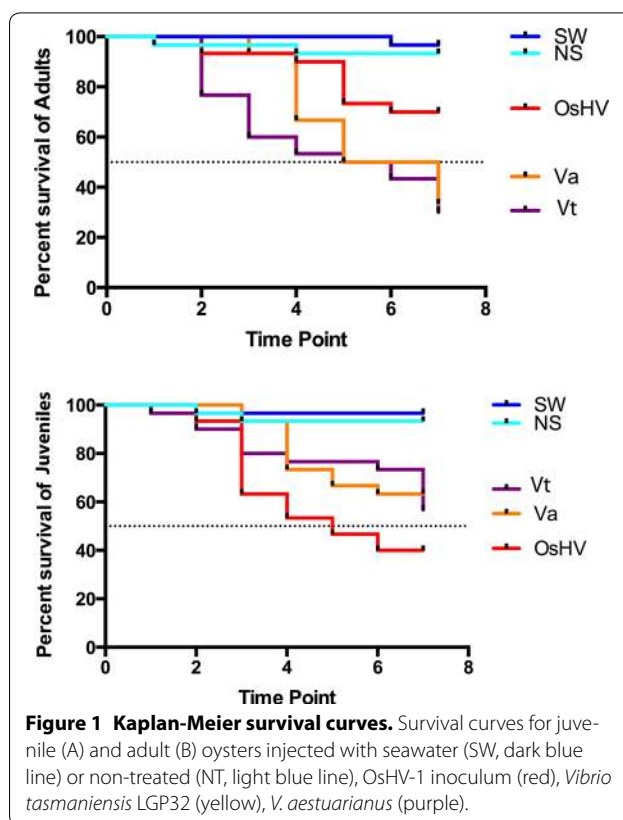 Percent survival of Adults
100
80
60
40
20
0
0 2 4 6 8
Time Point
SW
NS
OsHV
Va
Vt
Percent survival of Juveniles
100
80
60
40
20
0
0 2 4 6 8
Time Point
SW
NS
Vt
Va
OsHV
Figure 1 Kaplan-Meier survival curves. Survival curves for juve-
nile (A) and adult (B) oysters injected with seawater (SW, dark blue
line) or non-treated (NT, light blue line), OsHV-1 inoculum (red), Vibrio
tasmaniensis LGP32 (yellow), V. aestuarianus (purple).